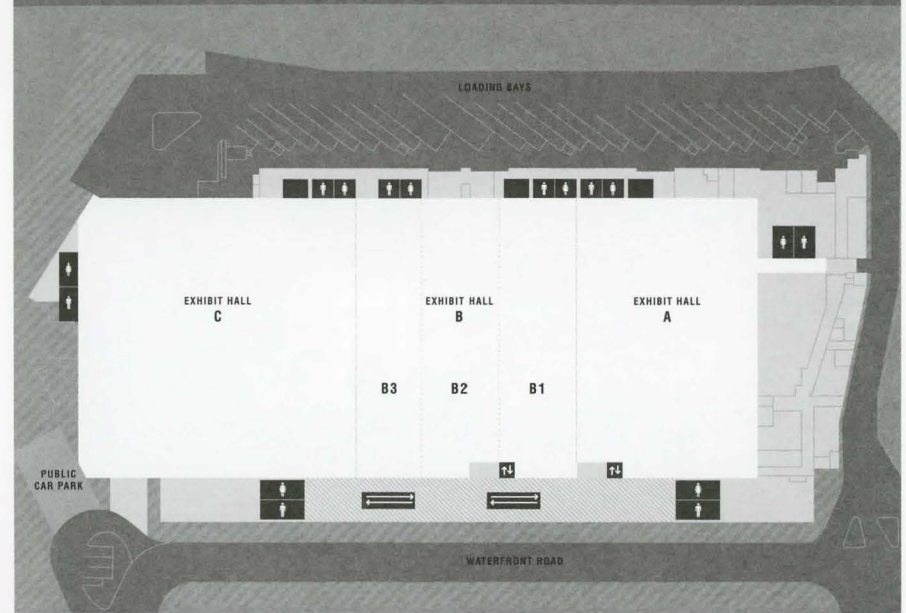 LOADING BAYS
EXHIBIT HALL
C
EXHIBIT HALL
B
EXHIBIT HALL
A
B3
B2
B1
PUBLIC
CAR PARK
WATERFRONT ROAD